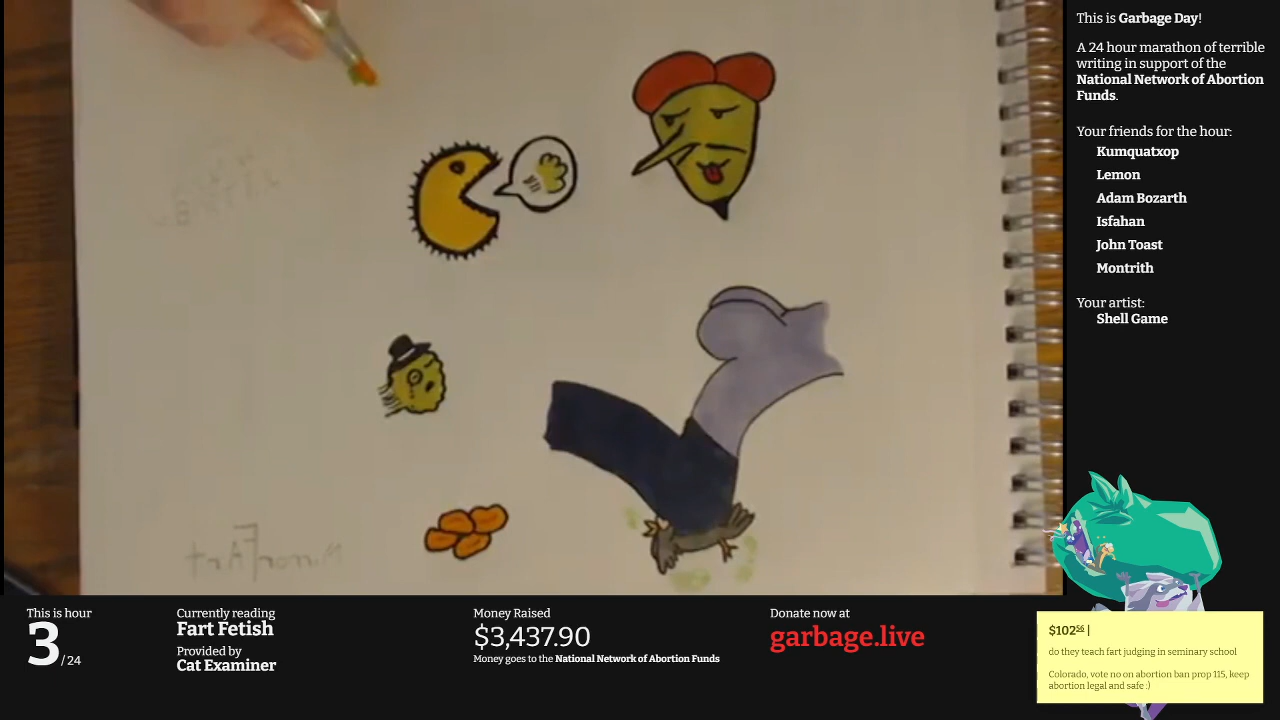 This is Garbage Day!
A 24 hour marathon of terrible
writing in support of the
National Network of Abortion
Funds.
Your friends for the hour:
Kumquatxop
Lemon
Adam Bozarth
Isfahan
John Toast
Montrith
Your artist:
Shell Game
This is hour
3/24
Currently reading
Fart Fetish
Provided by
Cat Examiner
Money Raised
$3,437.90
Money goes to the National Network of Abortion Funds
Donate now at
garbage.live
$102⁵⁶ |
do they teach fart judging in seminary school
Colorado, vote no on abortion ban prop 115, keep
abortion legal and safe :)